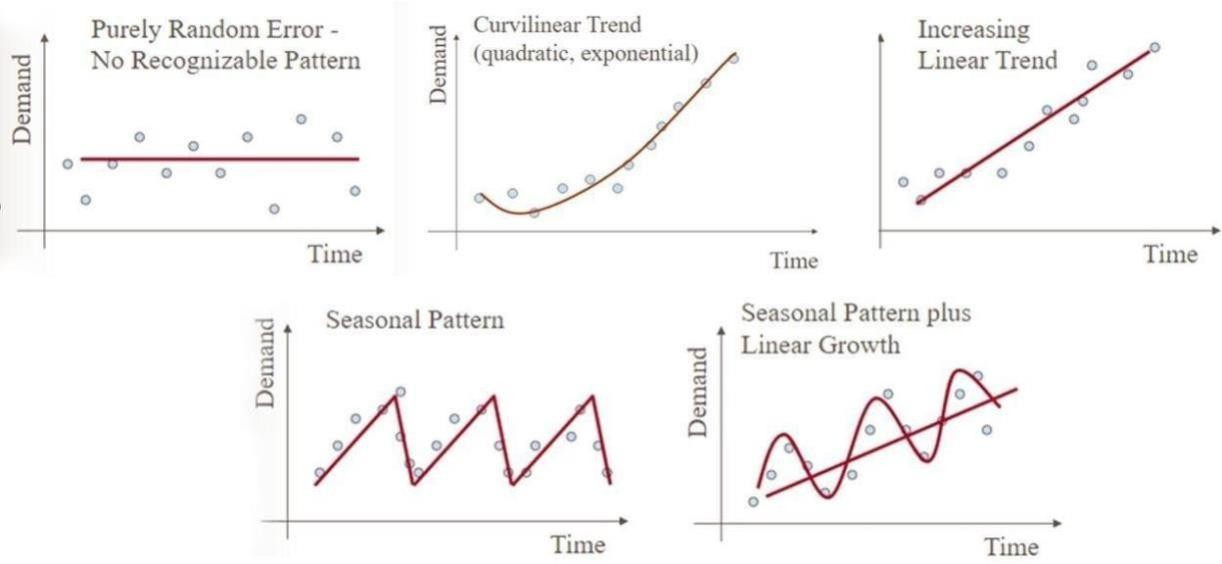 Purely Random Error -
No Recognizable Pattern
Demand
Time
Curvilinear Trend
(quadratic, exponential)
Demand
Time
Increasing
Linear Trend
Time
Seasonal Pattern
Demand
Time
Seasonal Pattern plus
Linear Growth
Demand
Time